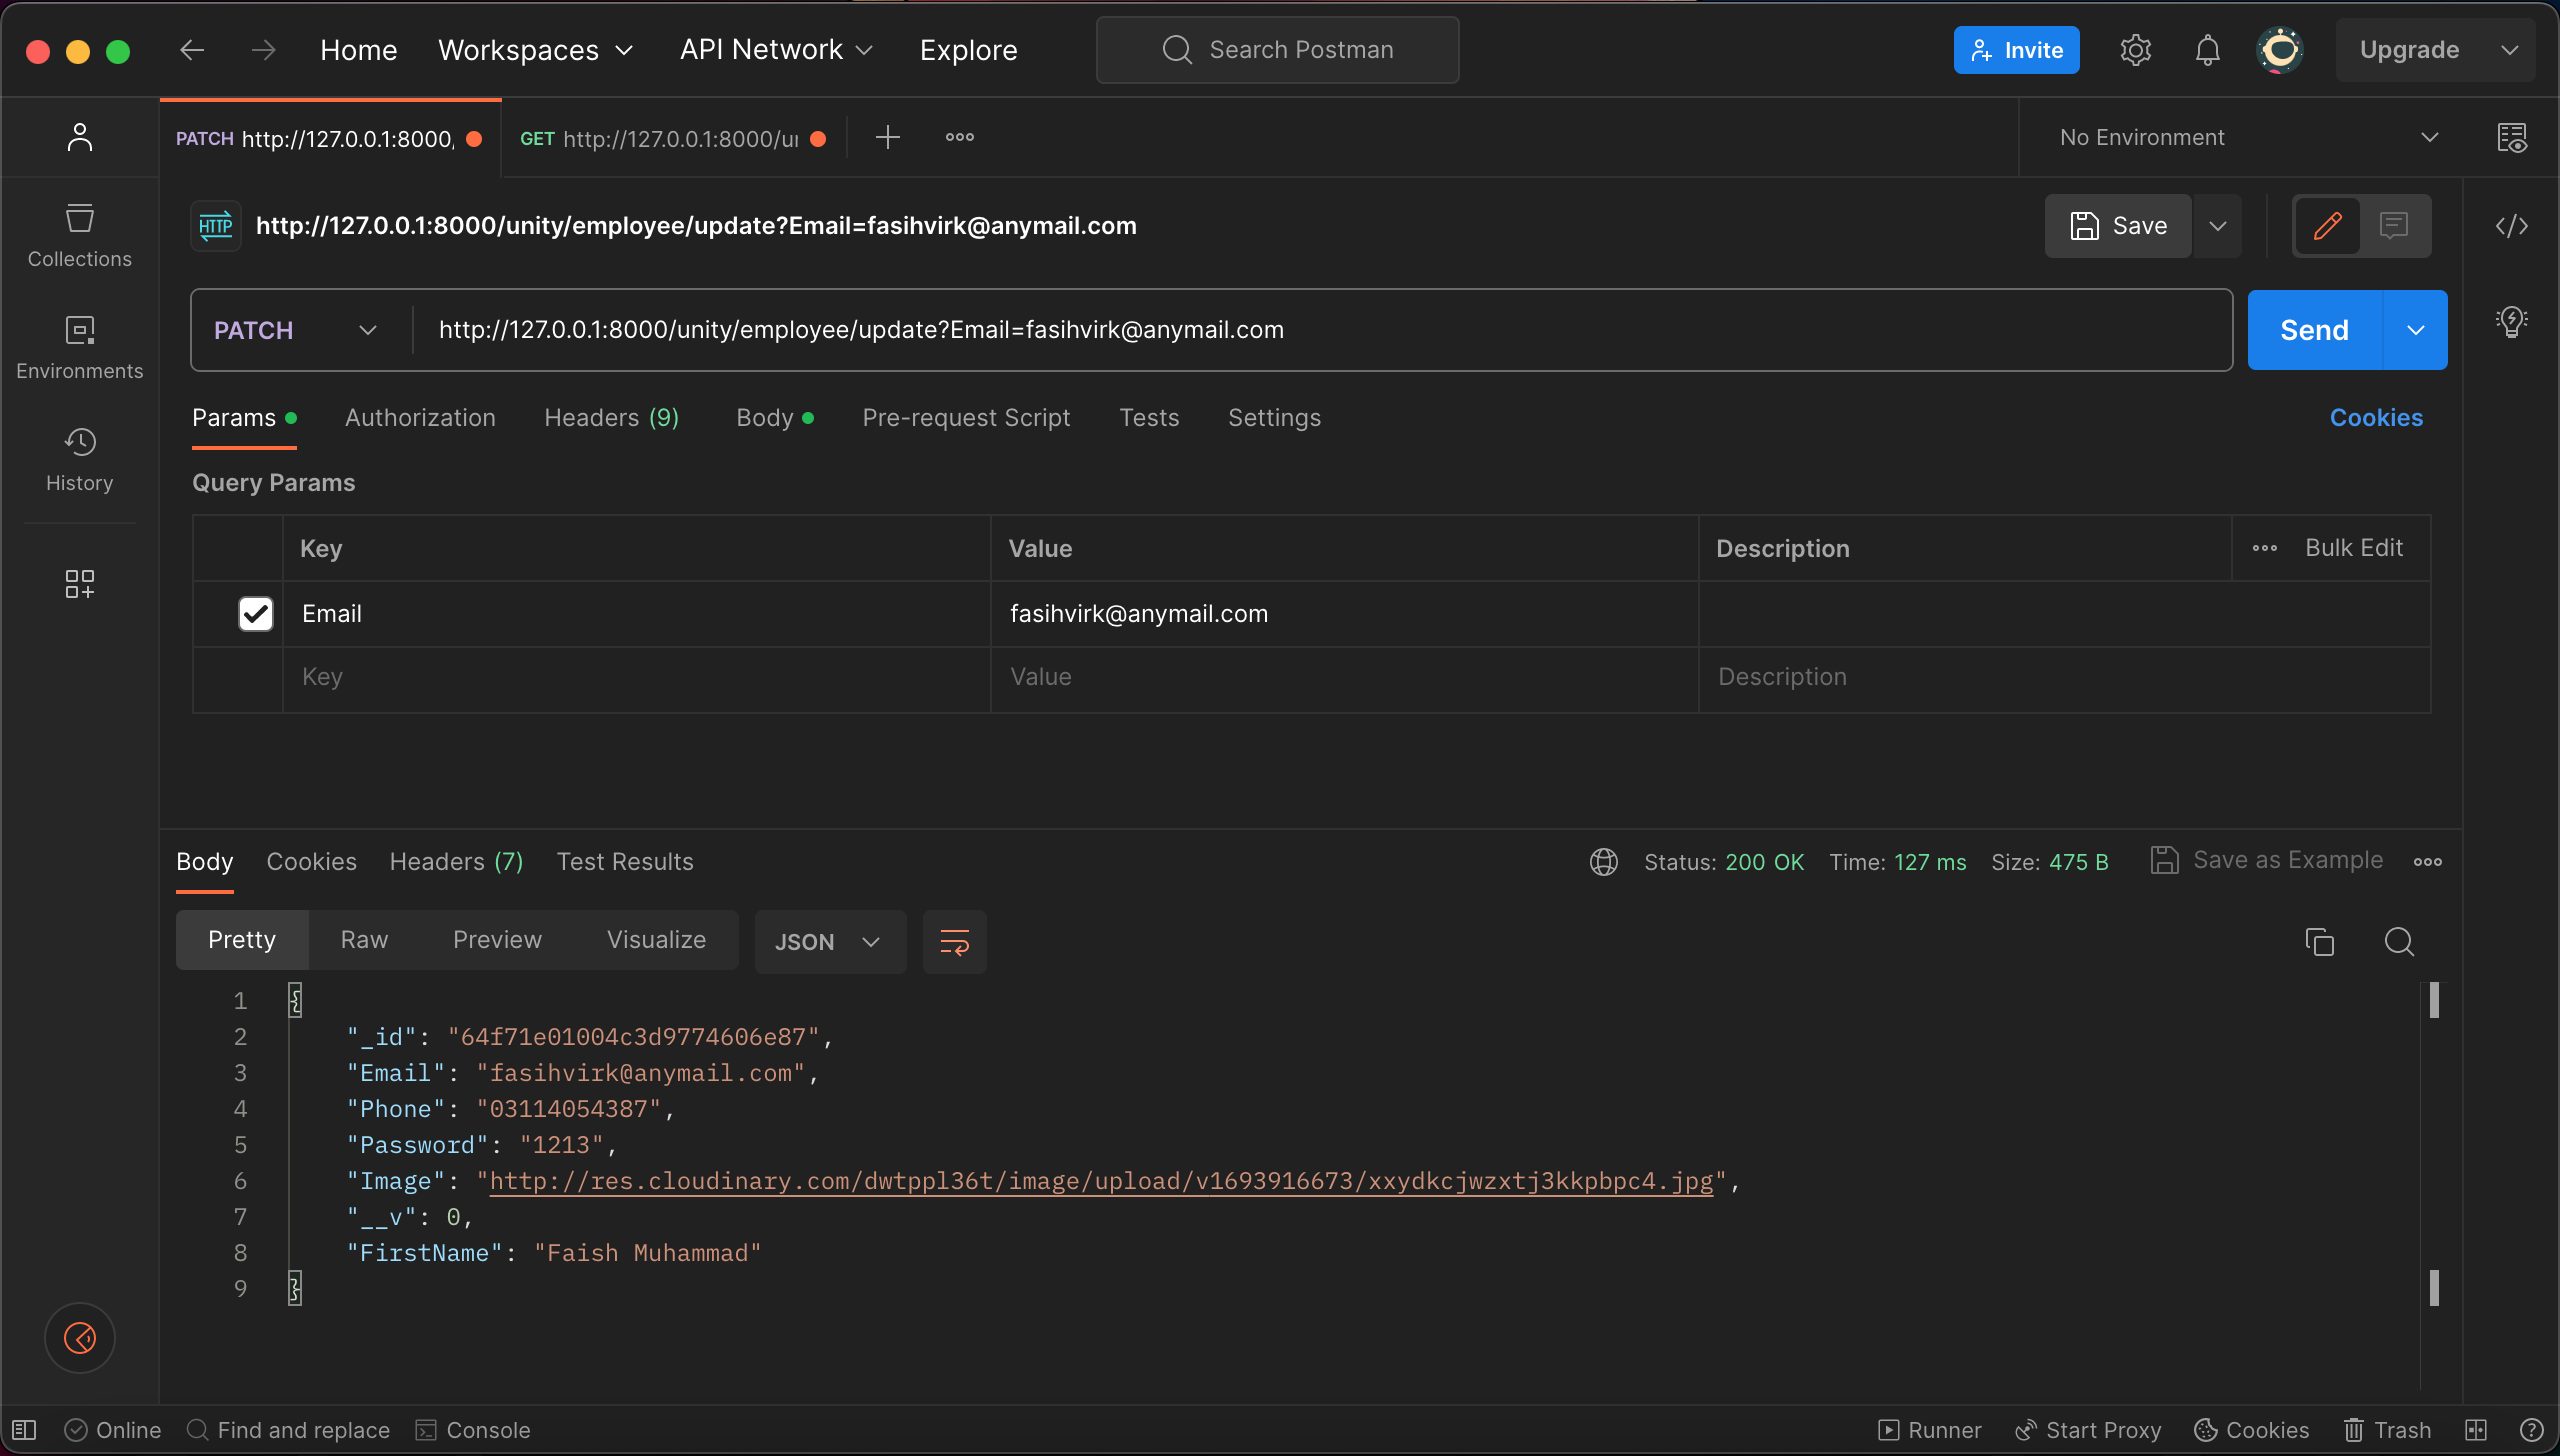 Home Workspaces API Network Explore Search Postman Invite Upgrade
PATCH http://127.0.0.1:8000/ GET http://127.0.0.1:8000/ No Environment
HTTP http://127.0.0.1:8000/unity/employee/update?Email=fasihvirk@anymail.com Save
Collections
PATCH http://127.0.0.1:8000/unity/employee/update?Email=fasihvirk@anymail.com Send
Environments
Params Authorization Headers (9) Body Pre-request Script Tests Settings Cookies
History
Query Params
Key Value Description Bulk Edit
Email fasihvirk@anymail.com
Key Value Description
Body Cookies Headers (7) Test Results Status: 200 OK Time: 127 ms Size: 475 B Save as Example
Pretty Raw Preview Visualize JSON
1 {
2 "_id": "64f71e01004c3d9774606e87",
3 "Email": "fasihvirk@anymail.com",
4 "Phone": "03114054387",
5 "Password": "1213",
6 "Image": "http://res.cloudinary.com/dwtppl36t/image/upload/v1693916673/xxydkcjwzxtj3kkpbpc4.jpg",
7 "__v": 0,
8 "FirstName": "Faish Muhammad"
9 }
Online Find and replace Console Runner Start Proxy Cookies Trash